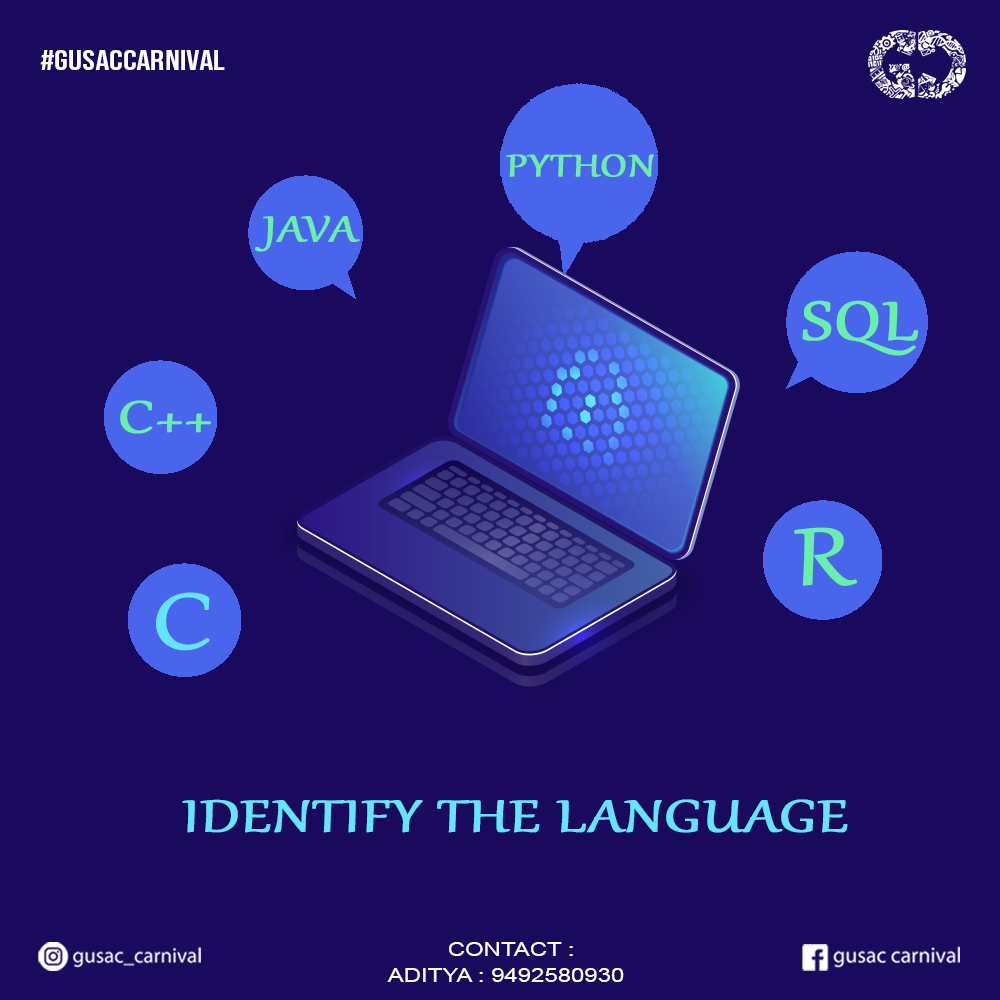 #GUSACCARNIVAL
PYTHON
JAVA
SQL
C++
R
C
IDENTIFY THE LANGUAGE
gusac_carnival
CONTACT :
ADITYA : 9492580930
gusac carnival